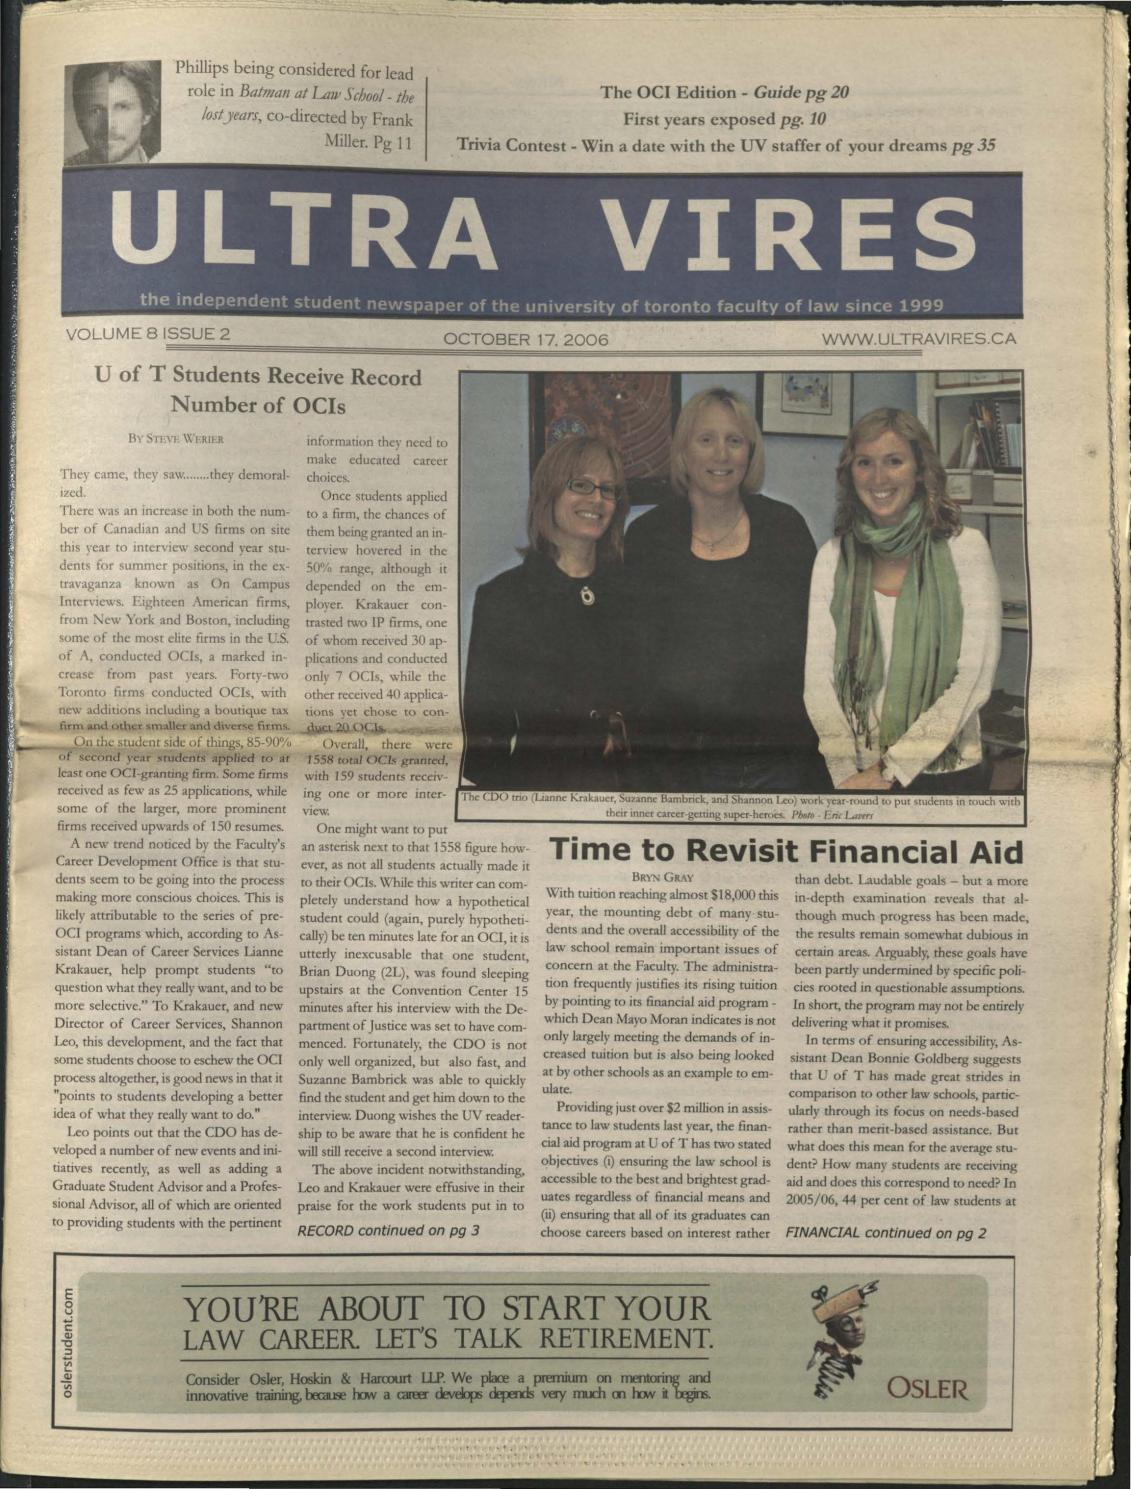 Phillips being considered for lead
role in Batman at Law School - the
lost years, co-directed by Frank
Miller. Pg 11
The OCI Edition - Guide pg 20
First years exposed pg. 10
Trivia Contest - Win a date with the UV staffer of your dreams pg 35
ULTRA VIRES
the independent student newspaper of the university of toronto faculty of law since 1999
VOLUME 8 ISSUE 2
OCTOBER 17, 2006
WWW.ULTRAVIRES.CA
U of T Students Receive Record
Number of OCIs
BY STEVE WERIER
They came, they saw........they demoral-
ized.
There was an increase in both the num-
ber of Canadian and US firms on site
this year to interview second year stu-
dents for summer positions, in the ex-
travaganza known as On Campus
Interviews. Eighteen American firms,
from New York and Boston, including
some of the most elite firms in the U.S.
of A, conducted OCIs, a marked in-
crease from past years. Forty-two
Toronto firms conducted OCIs, with
new additions including a boutique tax
firm and other smaller and diverse firms.
On the student side of things, 85-90%
of second year students applied to at
least one OCI-granting firm. Some firms
received as few as 25 applications, while
some of the larger, more prominent
firms received upwards of 150 resumes.
A new trend noticed by the Faculty's
Career Development Office is that stu-
dents seem to be going into the process
making more conscious choices. This is
likely attributable to the series of pre-
OCI programs which, according to As-
sistant Dean of Career Services Lianne
Krakauer, help prompt students "to
question what they really want, and to be
more selective." To Krakauer, and new
Director of Career Services, Shannon
Leo, this development, and the fact that
some students choose to eschew the OCI
process altogether, is good news in that it
"points to students developing a better
idea of what they really want to do."
Leo points out that the CDO has de-
veloped a number of new events and ini-
tiatives recently, as well as adding a
Graduate Student Advisor and a Profes-
sional Advisor, all of which are oriented
to providing students with the pertinent
information they need to
make educated career
choices.
Once students applied
to a firm, the chances of
them being granted an in-
terview hovered in the
50% range, although it
depended on the em-
ployer. Krakauer con-
trasted two IP firms, one
of whom received 30 ap-
plications and conducted
only 7 OCIs, while the
other received 40 applica-
tions yet chose to con-
duct 20 OCIs.
Overall, there were
1558 total OCIs granted,
with 159 students receiv-
ing one or more inter-
view.
One might want to put
an asterisk next to that 1558 figure how-
ever, as not all students actually made it
to their OCIs. While this writer can com-
pletely understand how a hypothetical
student could (again, purely hypotheti-
cally) be ten minutes late for an OCI, it is
utterly inexcusable that one student,
Brian Duong (2L), was found sleeping
upstairs at the Convention Center 15
minutes after his interview with the De-
partment of Justice was set to have com-
menced. Fortunately, the CDO is not
only well organized, but also fast, and
Suzanne Bambrick was able to quickly
find the student and get him down to the
interview. Duong wishes the UV reader-
ship to be aware that he is confident he
will still receive a second interview.
The above incident notwithstanding,
Leo and Krakauer were effusive in their
praise for the work students put in to
RECORD continued on pg 3
The CDO trio (Lianne Krakauer, Suzanne Bambrick, and Shannon Leo) work year-round to put students in touch with
their inner career-getting super-heroes. Photo - Eric Lavers
Time to Revisit Financial Aid
BRYN GRAY
With tuition reaching almost $18,000 this
year, the mounting debt of many stu-
dents and the overall accessibility of the
law school remain important issues of
concern at the Faculty. The administra-
tion frequently justifies its rising tuition
by pointing to its financial aid program -
which Dean Mayo Moran indicates is not
only largely meeting the demands of in-
creased tuition but is also being looked
at by other schools as an example to em-
ulate.
Providing just over $2 million in assis-
tance to law students last year, the finan-
cial aid program at U of T has two stated
objectives (i) ensuring the law school is
accessible to the best and brightest grad-
uates regardless of financial means and
(ii) ensuring that all of its graduates can
choose careers based on interest rather
than debt. Laudable goals – but a more
in-depth examination reveals that al-
though much progress has been made,
the results remain somewhat dubious in
certain areas. Arguably, these goals have
been partly undermined by specific poli-
cies rooted in questionable assumptions.
In short, the program may not be entirely
delivering what it promises.
In terms of ensuring accessibility, As-
sistant Dean Bonnie Goldberg suggests
that U of T has made great strides in
comparison to other law schools, partic-
ularly through its focus on needs-based
rather than merit-based assistance. But
what does this mean for the average stu-
dent? How many students are receiving
aid and does this correspond to need? In
2005/06, 44 per cent of law students at
FINANCIAL continued on pg 2
oslerstudent.com
YOU'RE ABOUT TO START YOUR
LAW CAREER. LET'S TALK RETIREMENT.
Consider Osler, Hoskin & Harcourt LLP. We place a premium on mentoring and
innovative training, because how a career develops depends very much on how it begins.
OSLER